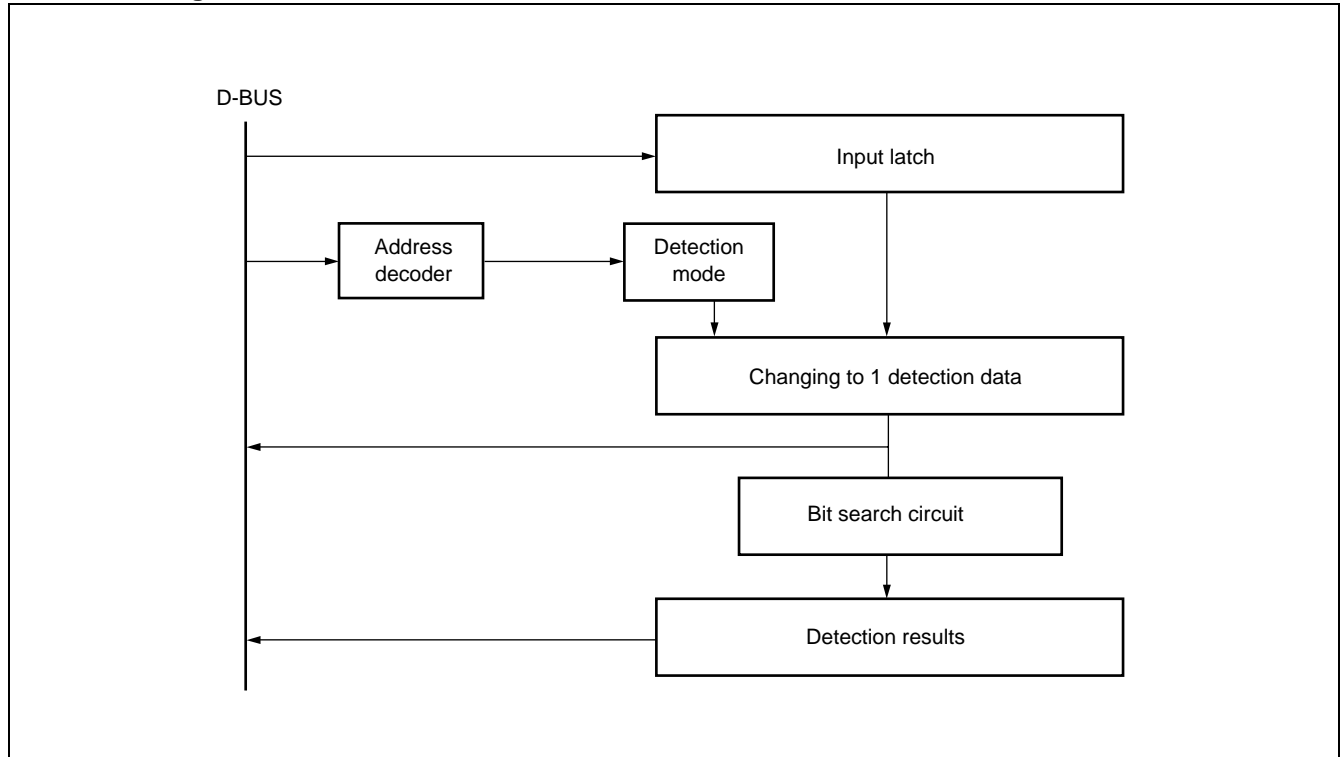 D-BUS
Input latch
Address
decoder
Detection
mode
Changing to 1 detection data
Bit search circuit
Detection results